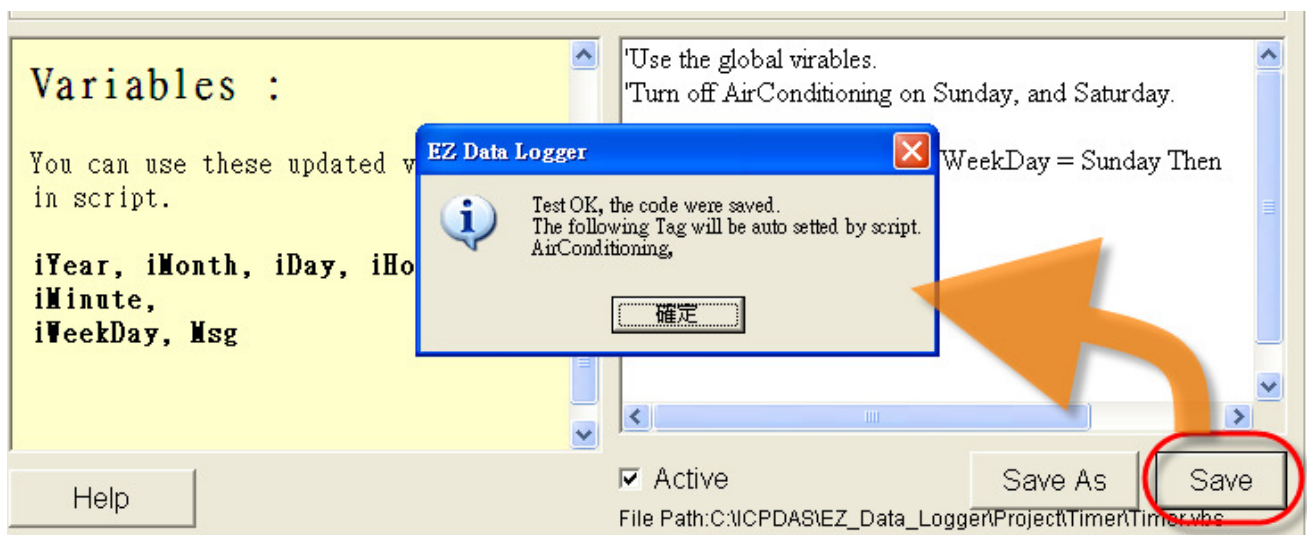 Variables :
You can use these updated v
in script.
iYear, iMonth, iDay, iHo
iMinute,
iWeekDay, Msg
Help
'Use the global virables.
'Turn off AirConditioning on Sunday, and Saturday.
WeekDay = Sunday Then
EZ Data Logger
Test OK, the code were saved.
The following Tag will be auto setted by script.
AirConditioning,
確定
Active
Save As
Save
File Path:C:\ICPDAS\EZ_Data_Logger\Project\Timer\Timer.vbs